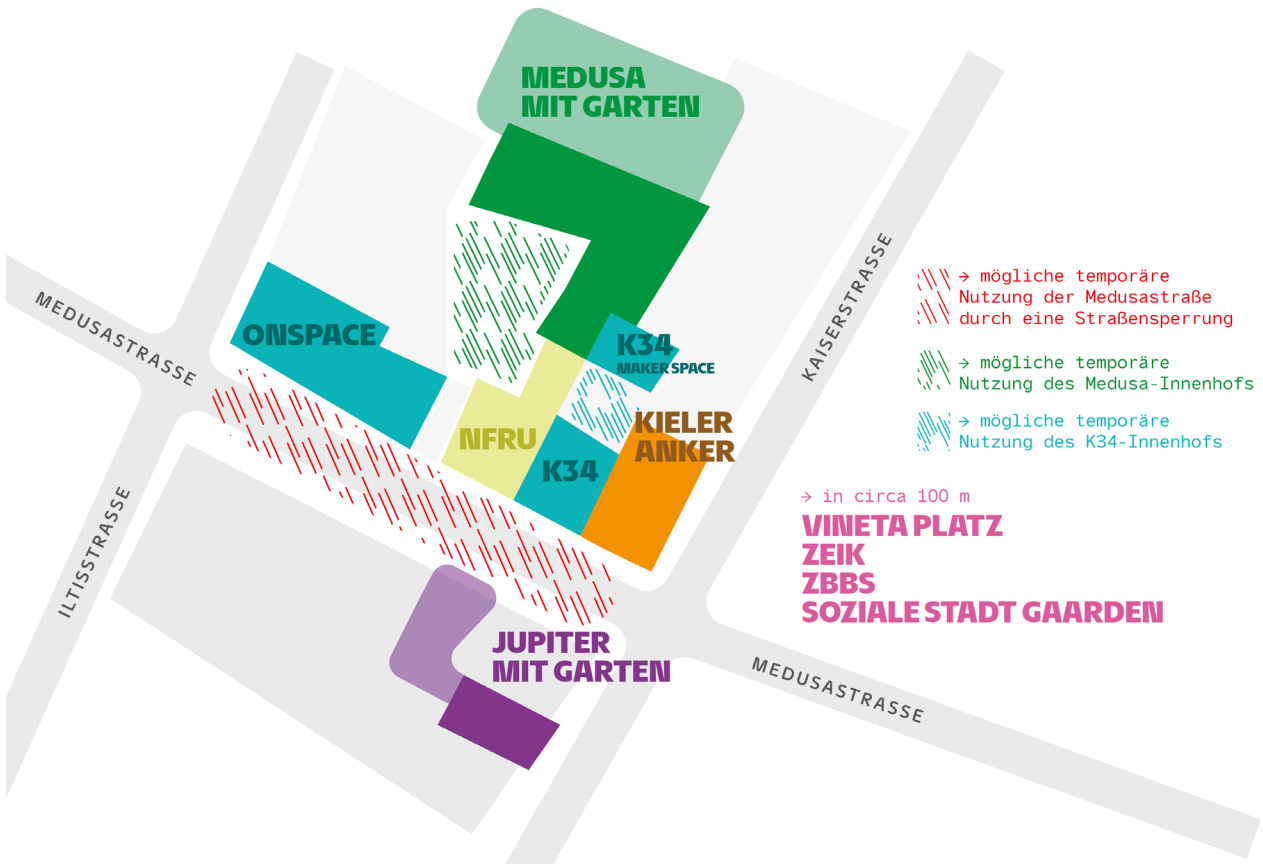 MEDUSA
MIT GARTEN
MEDUSASTRASSE
ONSPACE
K34
MAKER SPACE
KAISERSTRASSE
NFRU
K34
KIELER
ANKER
ILTISSTRASSE
JUPITER
MIT GARTEN
MEDUSASTRASSE
→ mögliche temporäre
Nutzung der Medusastraße
durch eine Straßensperrung
→ mögliche temporäre
Nutzung des Medusa-Innenhofs
→ mögliche temporäre
Nutzung des K34-Innenhofs
→ in circa 100 m
VINETA PLATZ
ZEIK
ZBBS
SOZIALE STADT GAARDEN